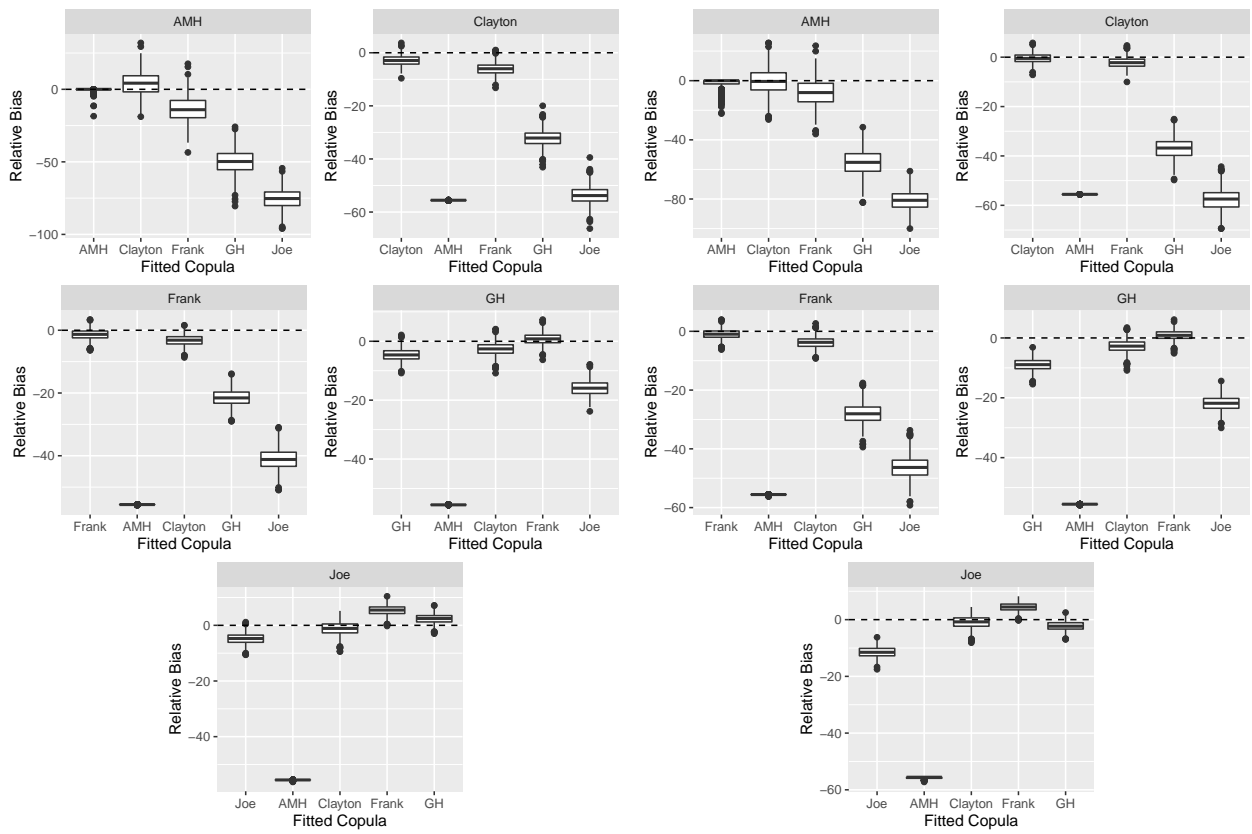 AMH
Relative Bias
0
−50
−100
AMH Clayton Frank GH Joe
Fitted Copula
Clayton
Relative Bias
0
−20
−40
−60
Clayton AMH Frank GH Joe
Fitted Copula
AMH
Relative Bias
0
−40
−80
AMH Clayton Frank GH Joe
Fitted Copula
Clayton
Relative Bias
0
−20
−40
−60
Clayton AMH Frank GH Joe
Fitted Copula
Frank
Relative Bias
0
−20
−40
Frank AMH Clayton GH Joe
Fitted Copula
GH
Relative Bias
0
−20
−40
GH AMH Clayton Frank Joe
Fitted Copula
Frank
Relative Bias
0
−20
−40
−60
Frank AMH Clayton GH Joe
Fitted Copula
GH
Relative Bias
0
−20
−40
GH AMH Clayton Frank Joe
Fitted Copula
Joe
Relative Bias
0
−20
−40
Joe AMH Clayton Frank GH
Fitted Copula
Joe
Relative Bias
0
−20
−40
−60
Joe AMH Clayton Frank GH
Fitted Copula